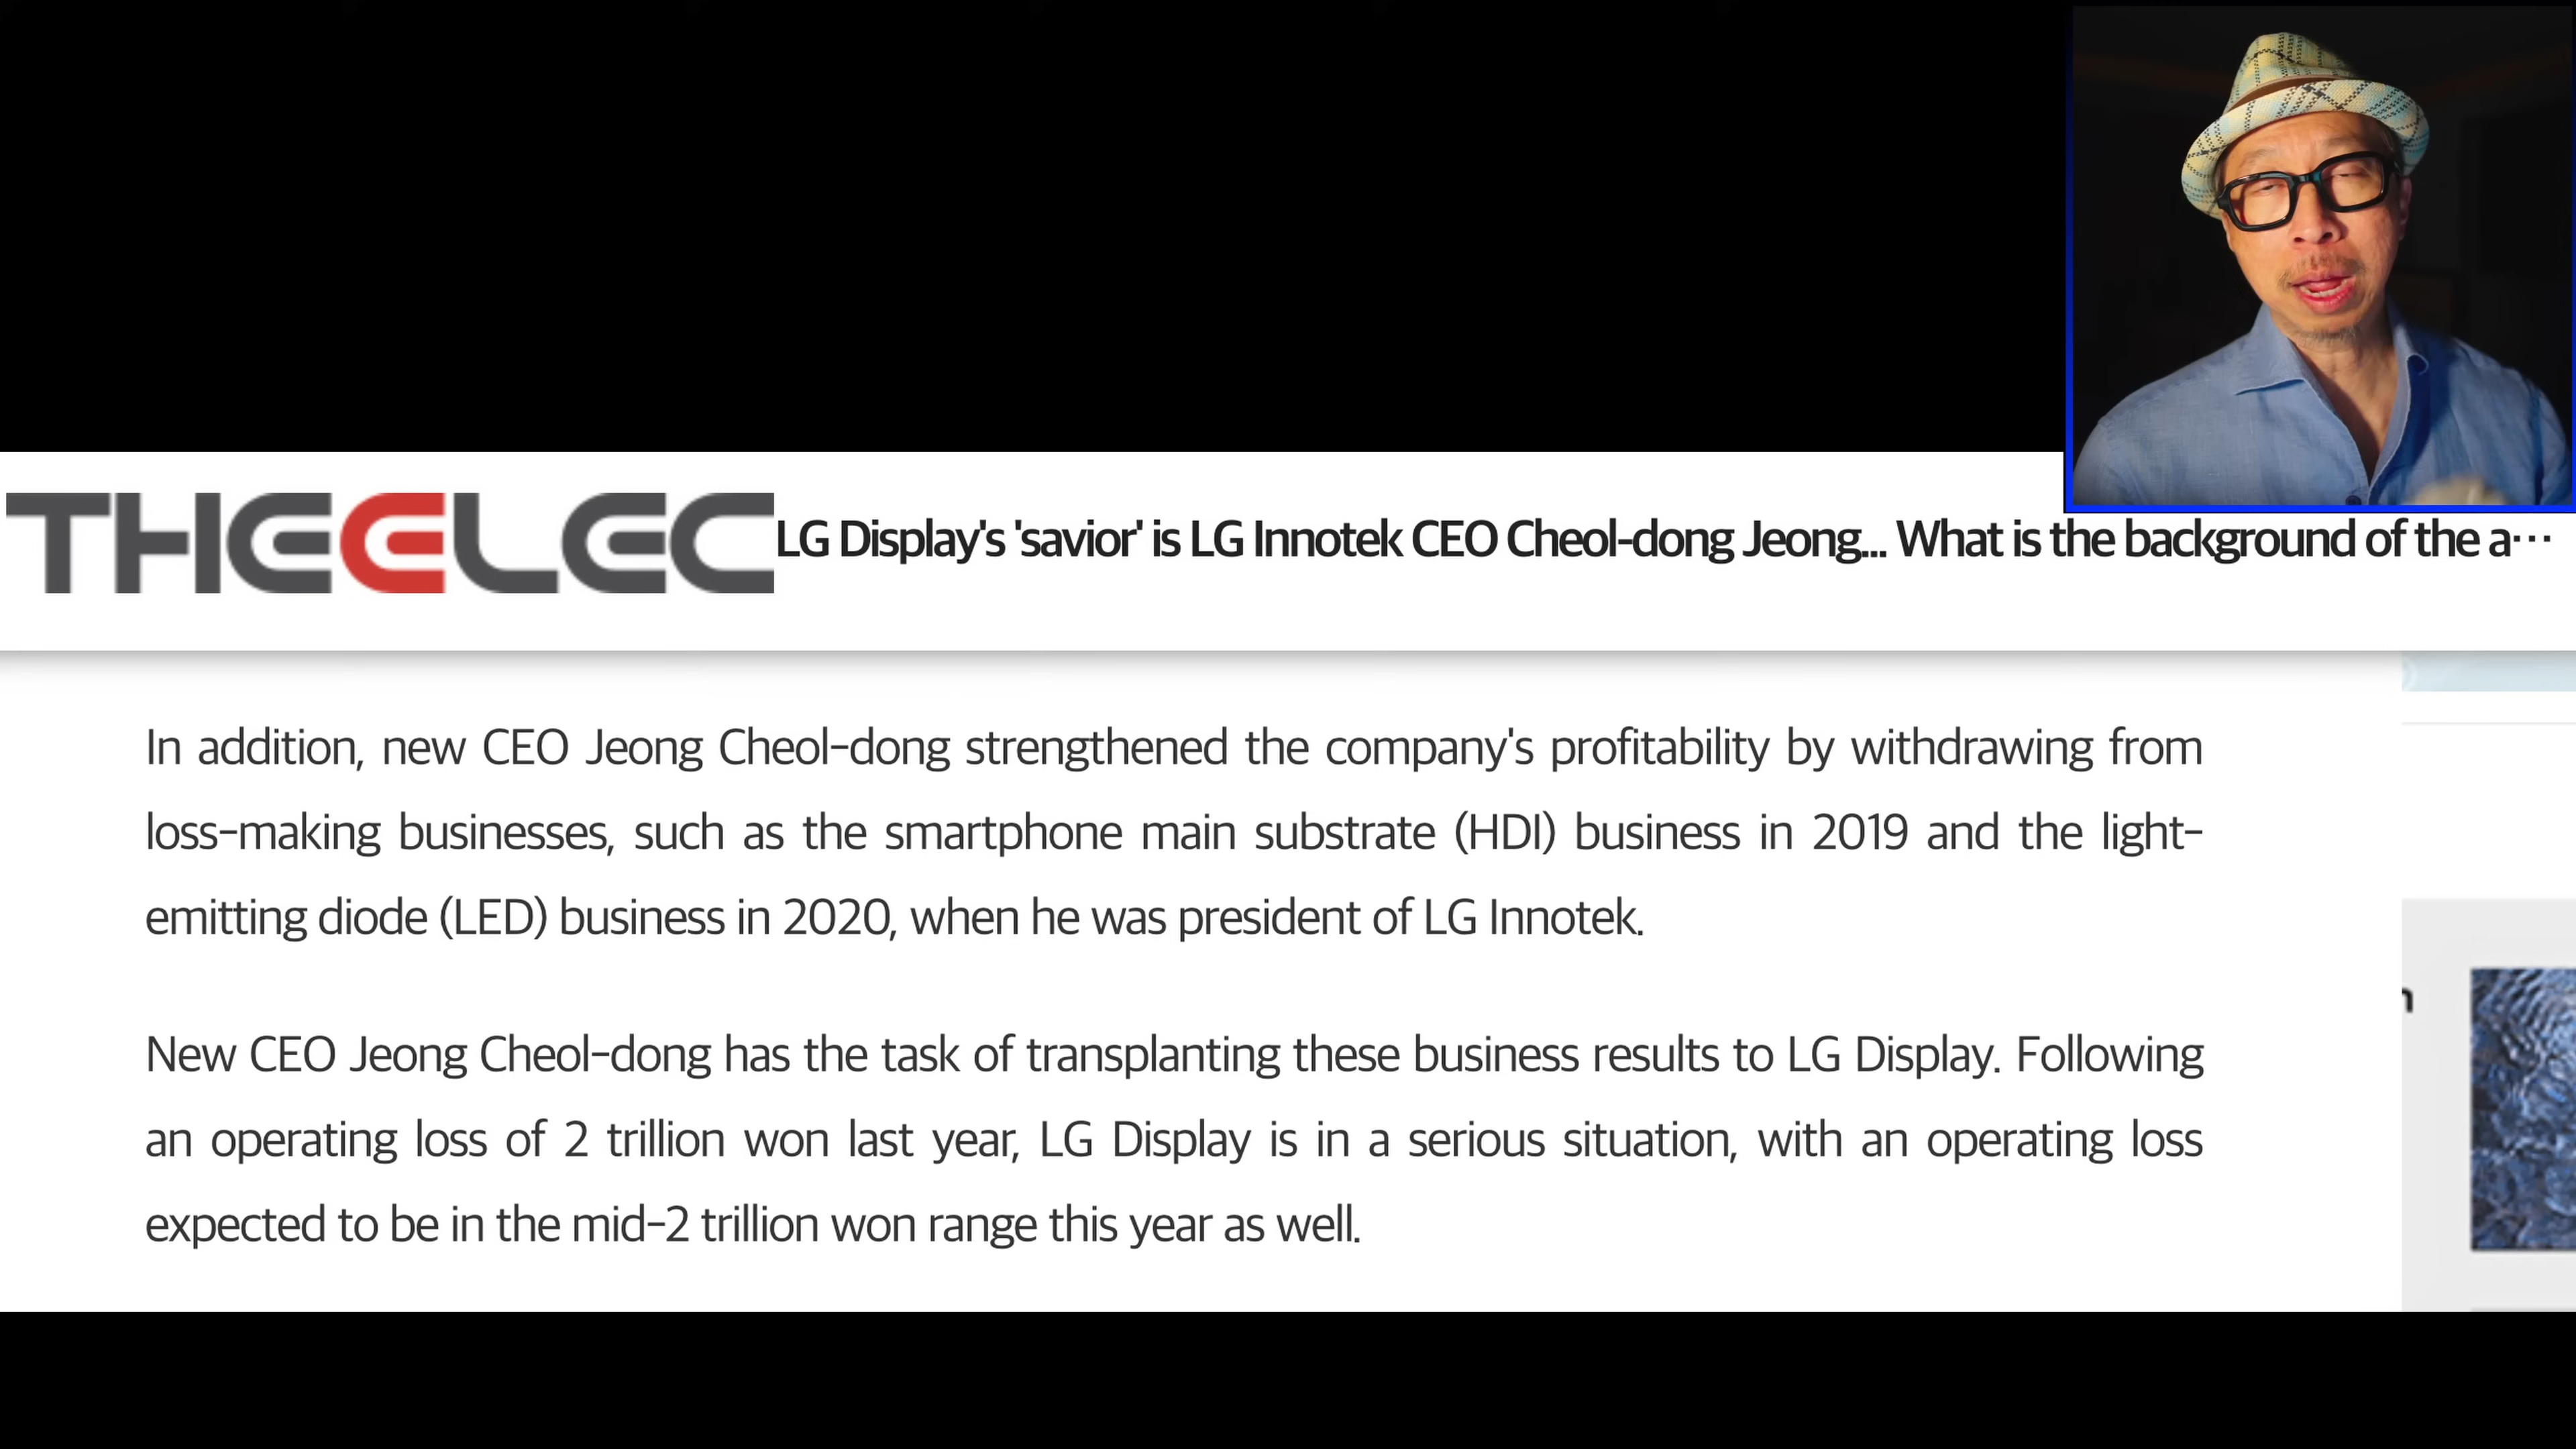 THEELEC
LG Display's 'savior' is LG Innotek CEO Cheol-dong Jeong... What is the background of the a···
In addition, new CEO Jeong Cheol-dong strengthened the company's profitability by withdrawing from
loss-making businesses, such as the smartphone main substrate (HDI) business in 2019 and the light-
emitting diode (LED) business in 2020, when he was president of LG Innotek.
New CEO Jeong Cheol-dong has the task of transplanting these business results to LG Display. Following
an operating loss of 2 trillion won last year, LG Display is in a serious situation, with an operating loss
expected to be in the mid-2 trillion won range this year as well.